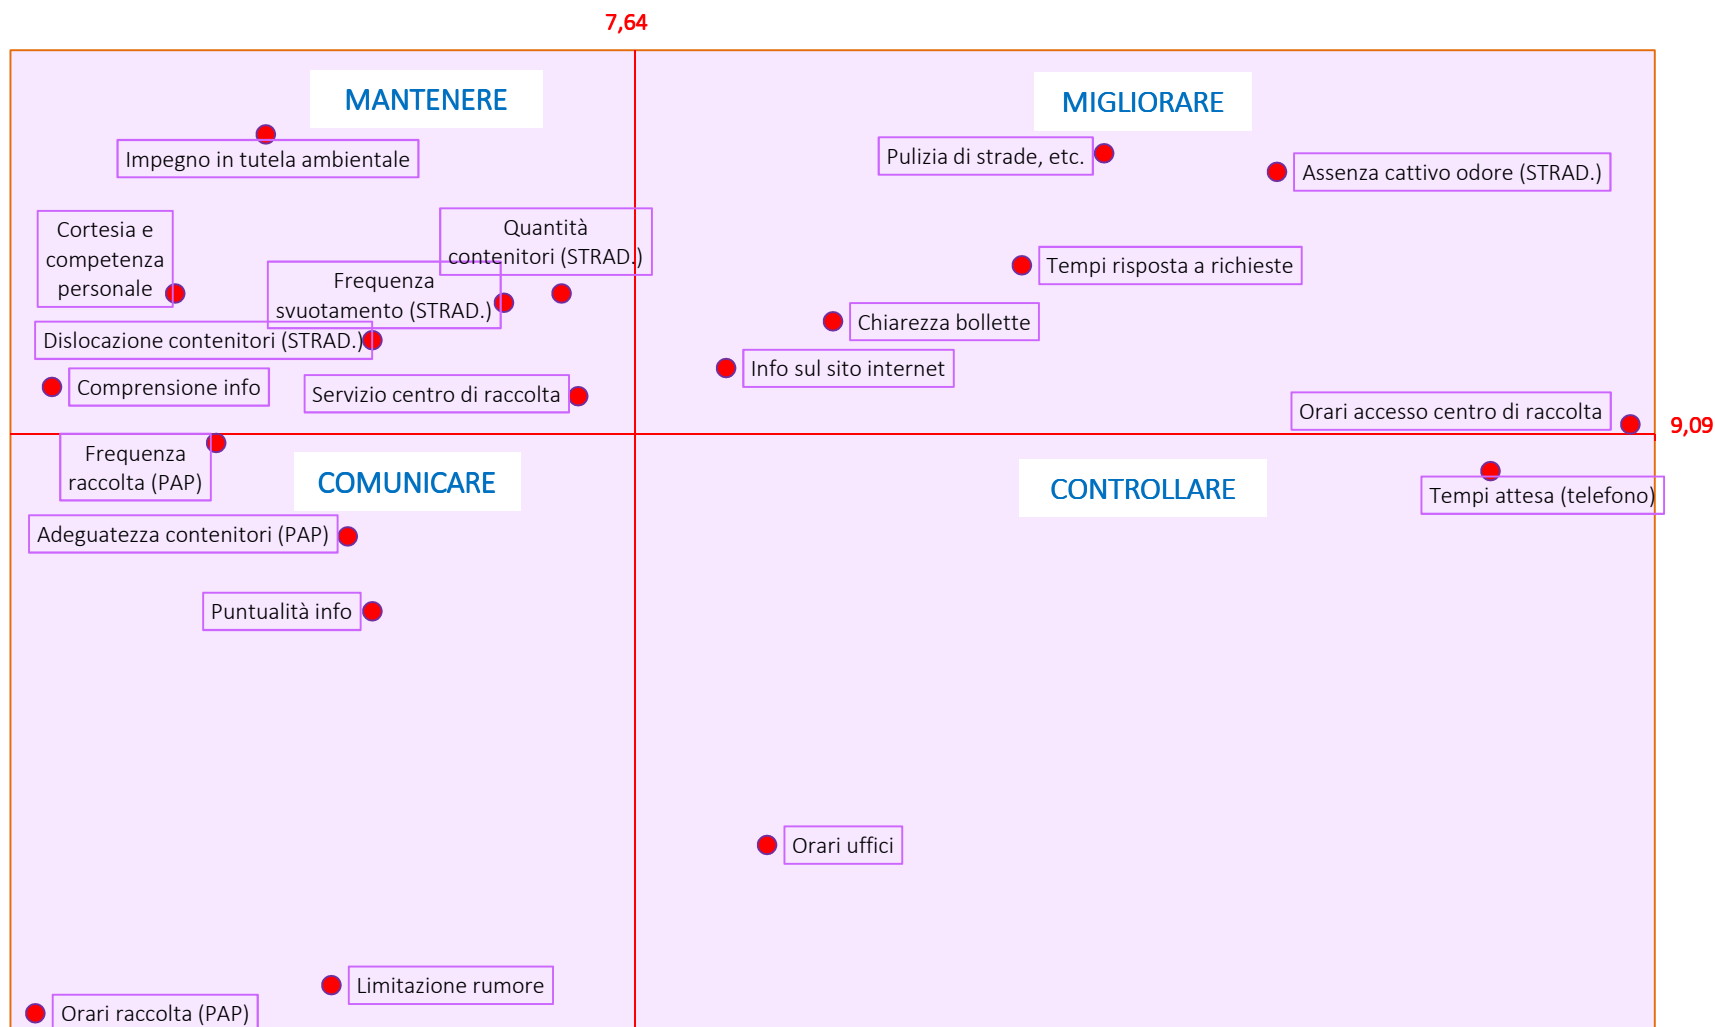 7,64
MANTENERE
MIGLIORARE
Impegno in tutela ambientale
Pulizia di strade, etc.
Assenza cattivo odore (STRAD.)
Cortesia e
competenza
personale
Quantità
contenitori (STRAD.)
Frequenza
svuotamento (STRAD.)
Tempi risposta a richieste
Chiarezza bollette
Dislocazione contenitori (STRAD.)
Info sul sito internet
Comprensione info
Servizio centro di raccolta
Orari accesso centro di raccolta
9,09
Frequenza
raccolta (PAP)
COMUNICARE
CONTROLLARE
Tempi attesa (telefono)
Adeguatezza contenitori (PAP)
Puntualità info
Orari uffici
Limitazione rumore
Orari raccolta (PAP)